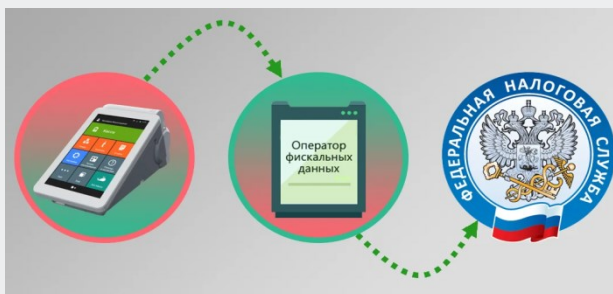 Оператор
фискальных
данных
ФЕДЕРАЛЬНАЯ НАЛОГОВАЯ СЛУЖБА